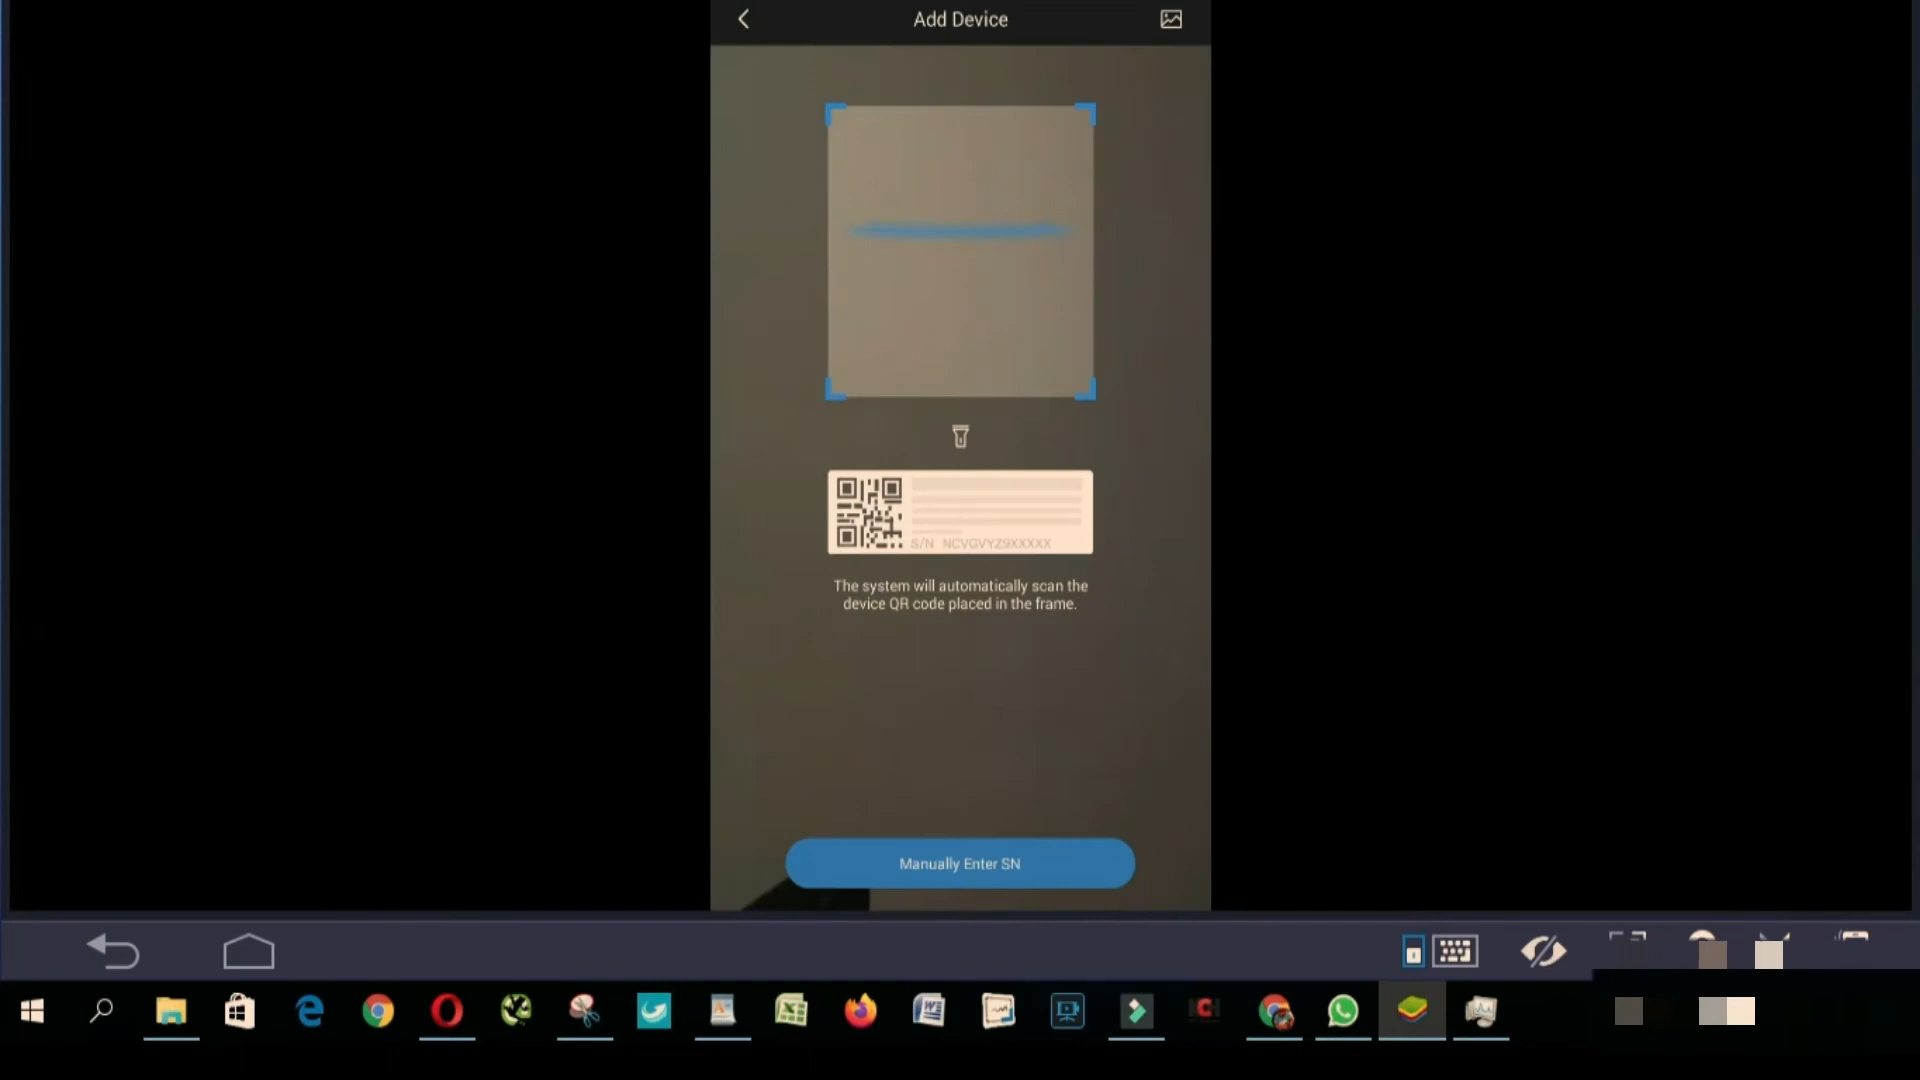 Add Device
S/N NCVGVYZ9XXXXX
The system will automatically scan the
device QR code placed in the frame.
Manually Enter SN